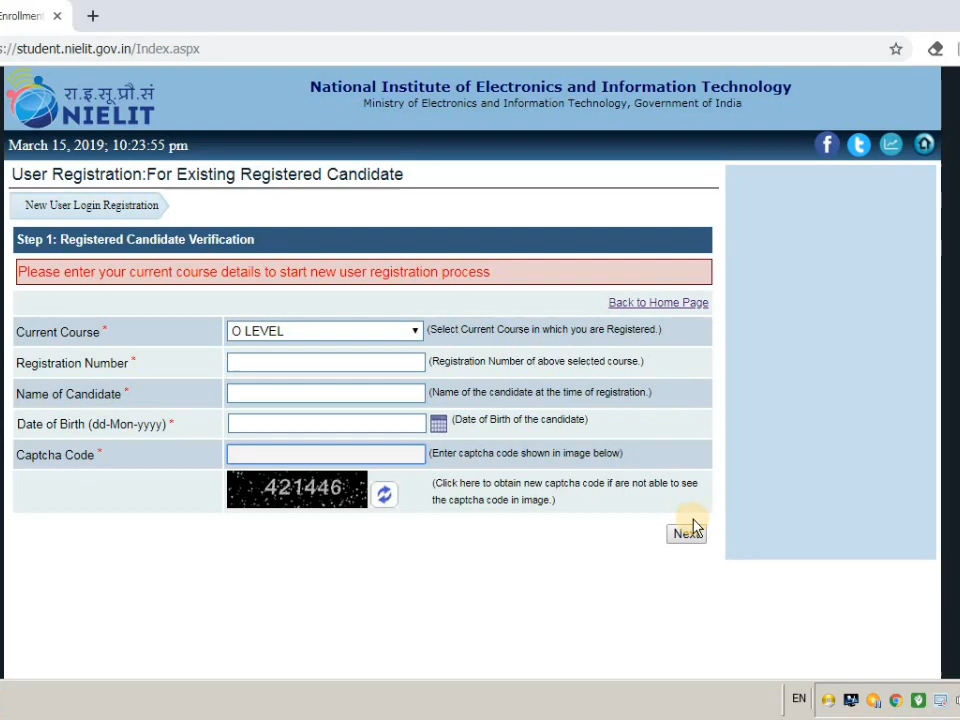 Enrollment
s://student.nielit.gov.in/Index.aspx
रा.इ.सू.प्रौ.सं
NIELIT
National Institute of Electronics and Information Technology
Ministry of Electronics and Information Technology, Government of India
March 15, 2019; 10:23:55 pm
User Registration:For Existing Registered Candidate
New User Login Registration
Step 1: Registered Candidate Verification
Please enter your current course details to start new user registration process
Back to Home Page
Current Course * O LEVEL (Select Current Course in which you are Registered.)
Registration Number * (Registration Number of above selected course.)
Name of Candidate * (Name of the candidate at the time of registration.)
Date of Birth (dd-Mon-yyyy) * (Date of Birth of the candidate)
Captcha Code * (Enter captcha code shown in image below)
421446 (Click here to obtain new captcha code if are not able to see
the captcha code in image.)
Next
EN